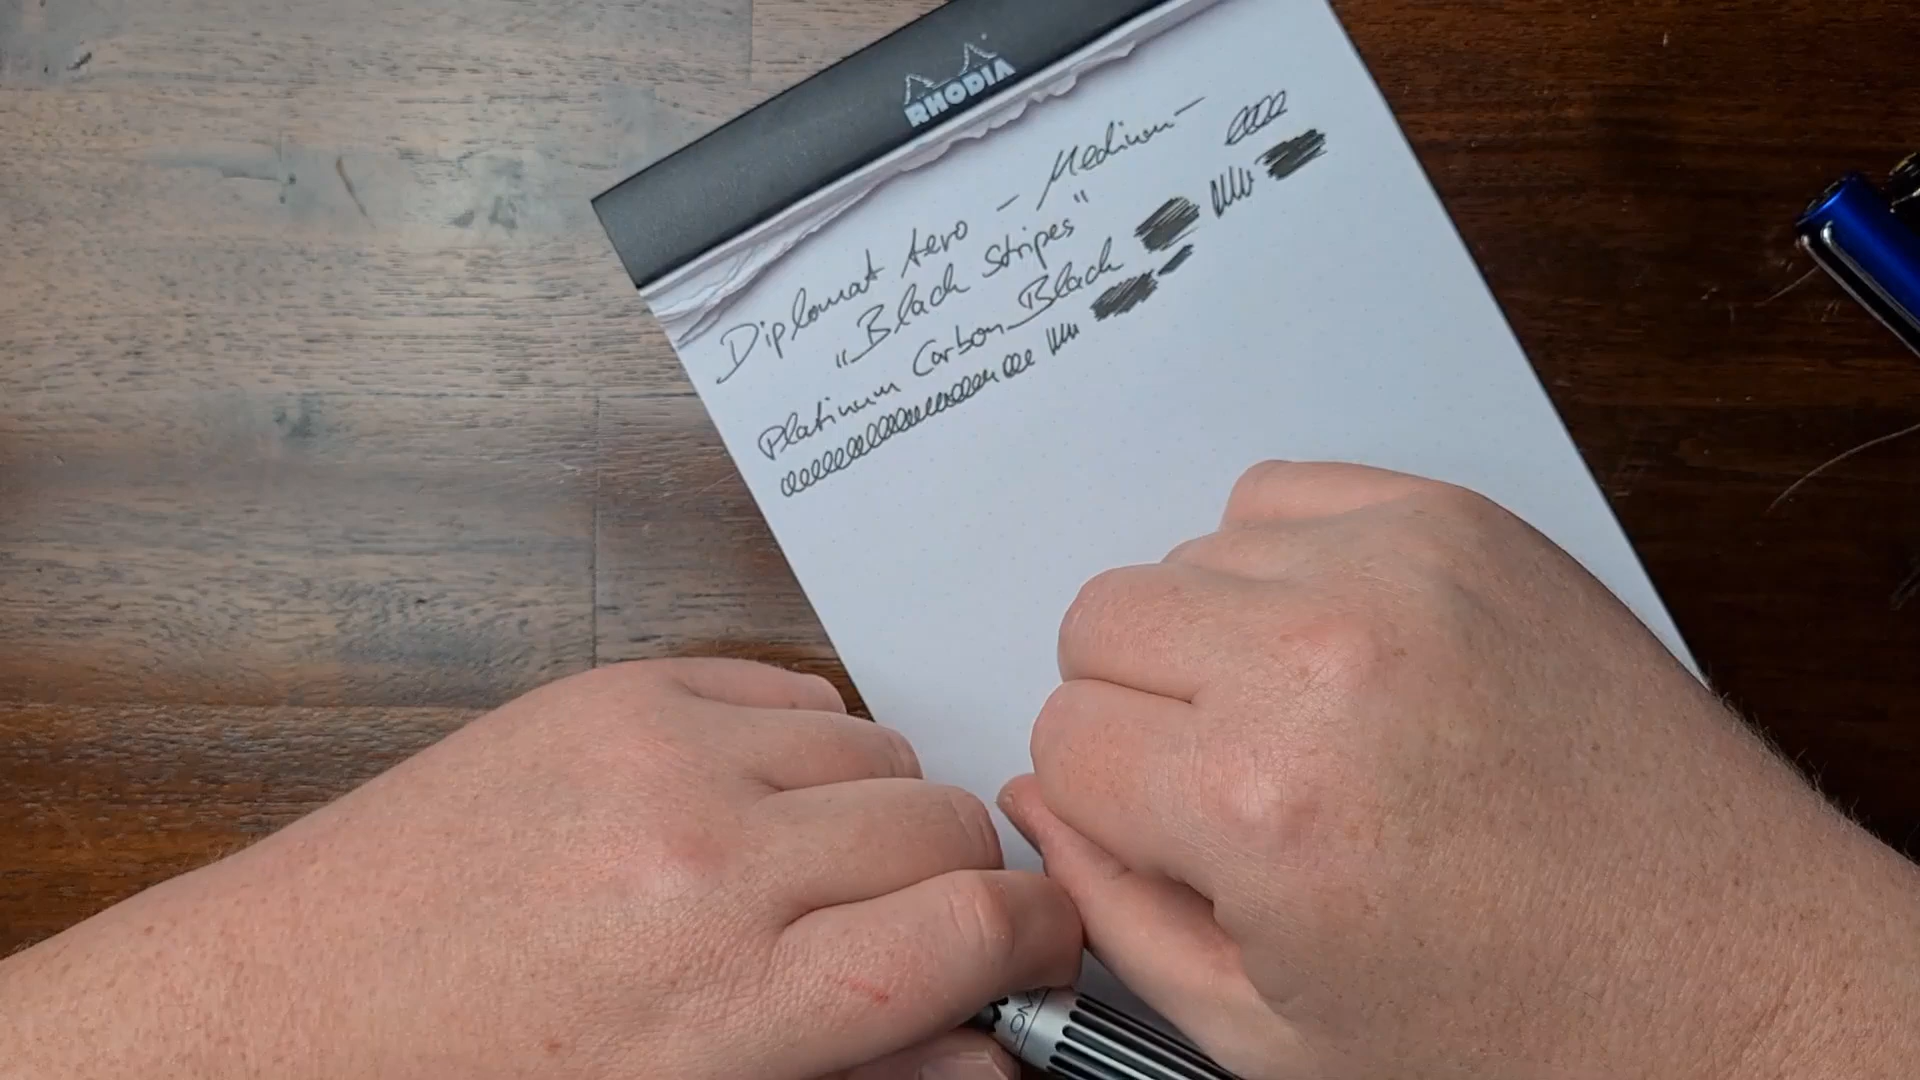 RHODIA
Diplomat Aero - Medium -
"Black Stripes"
Platinum Carbon Black